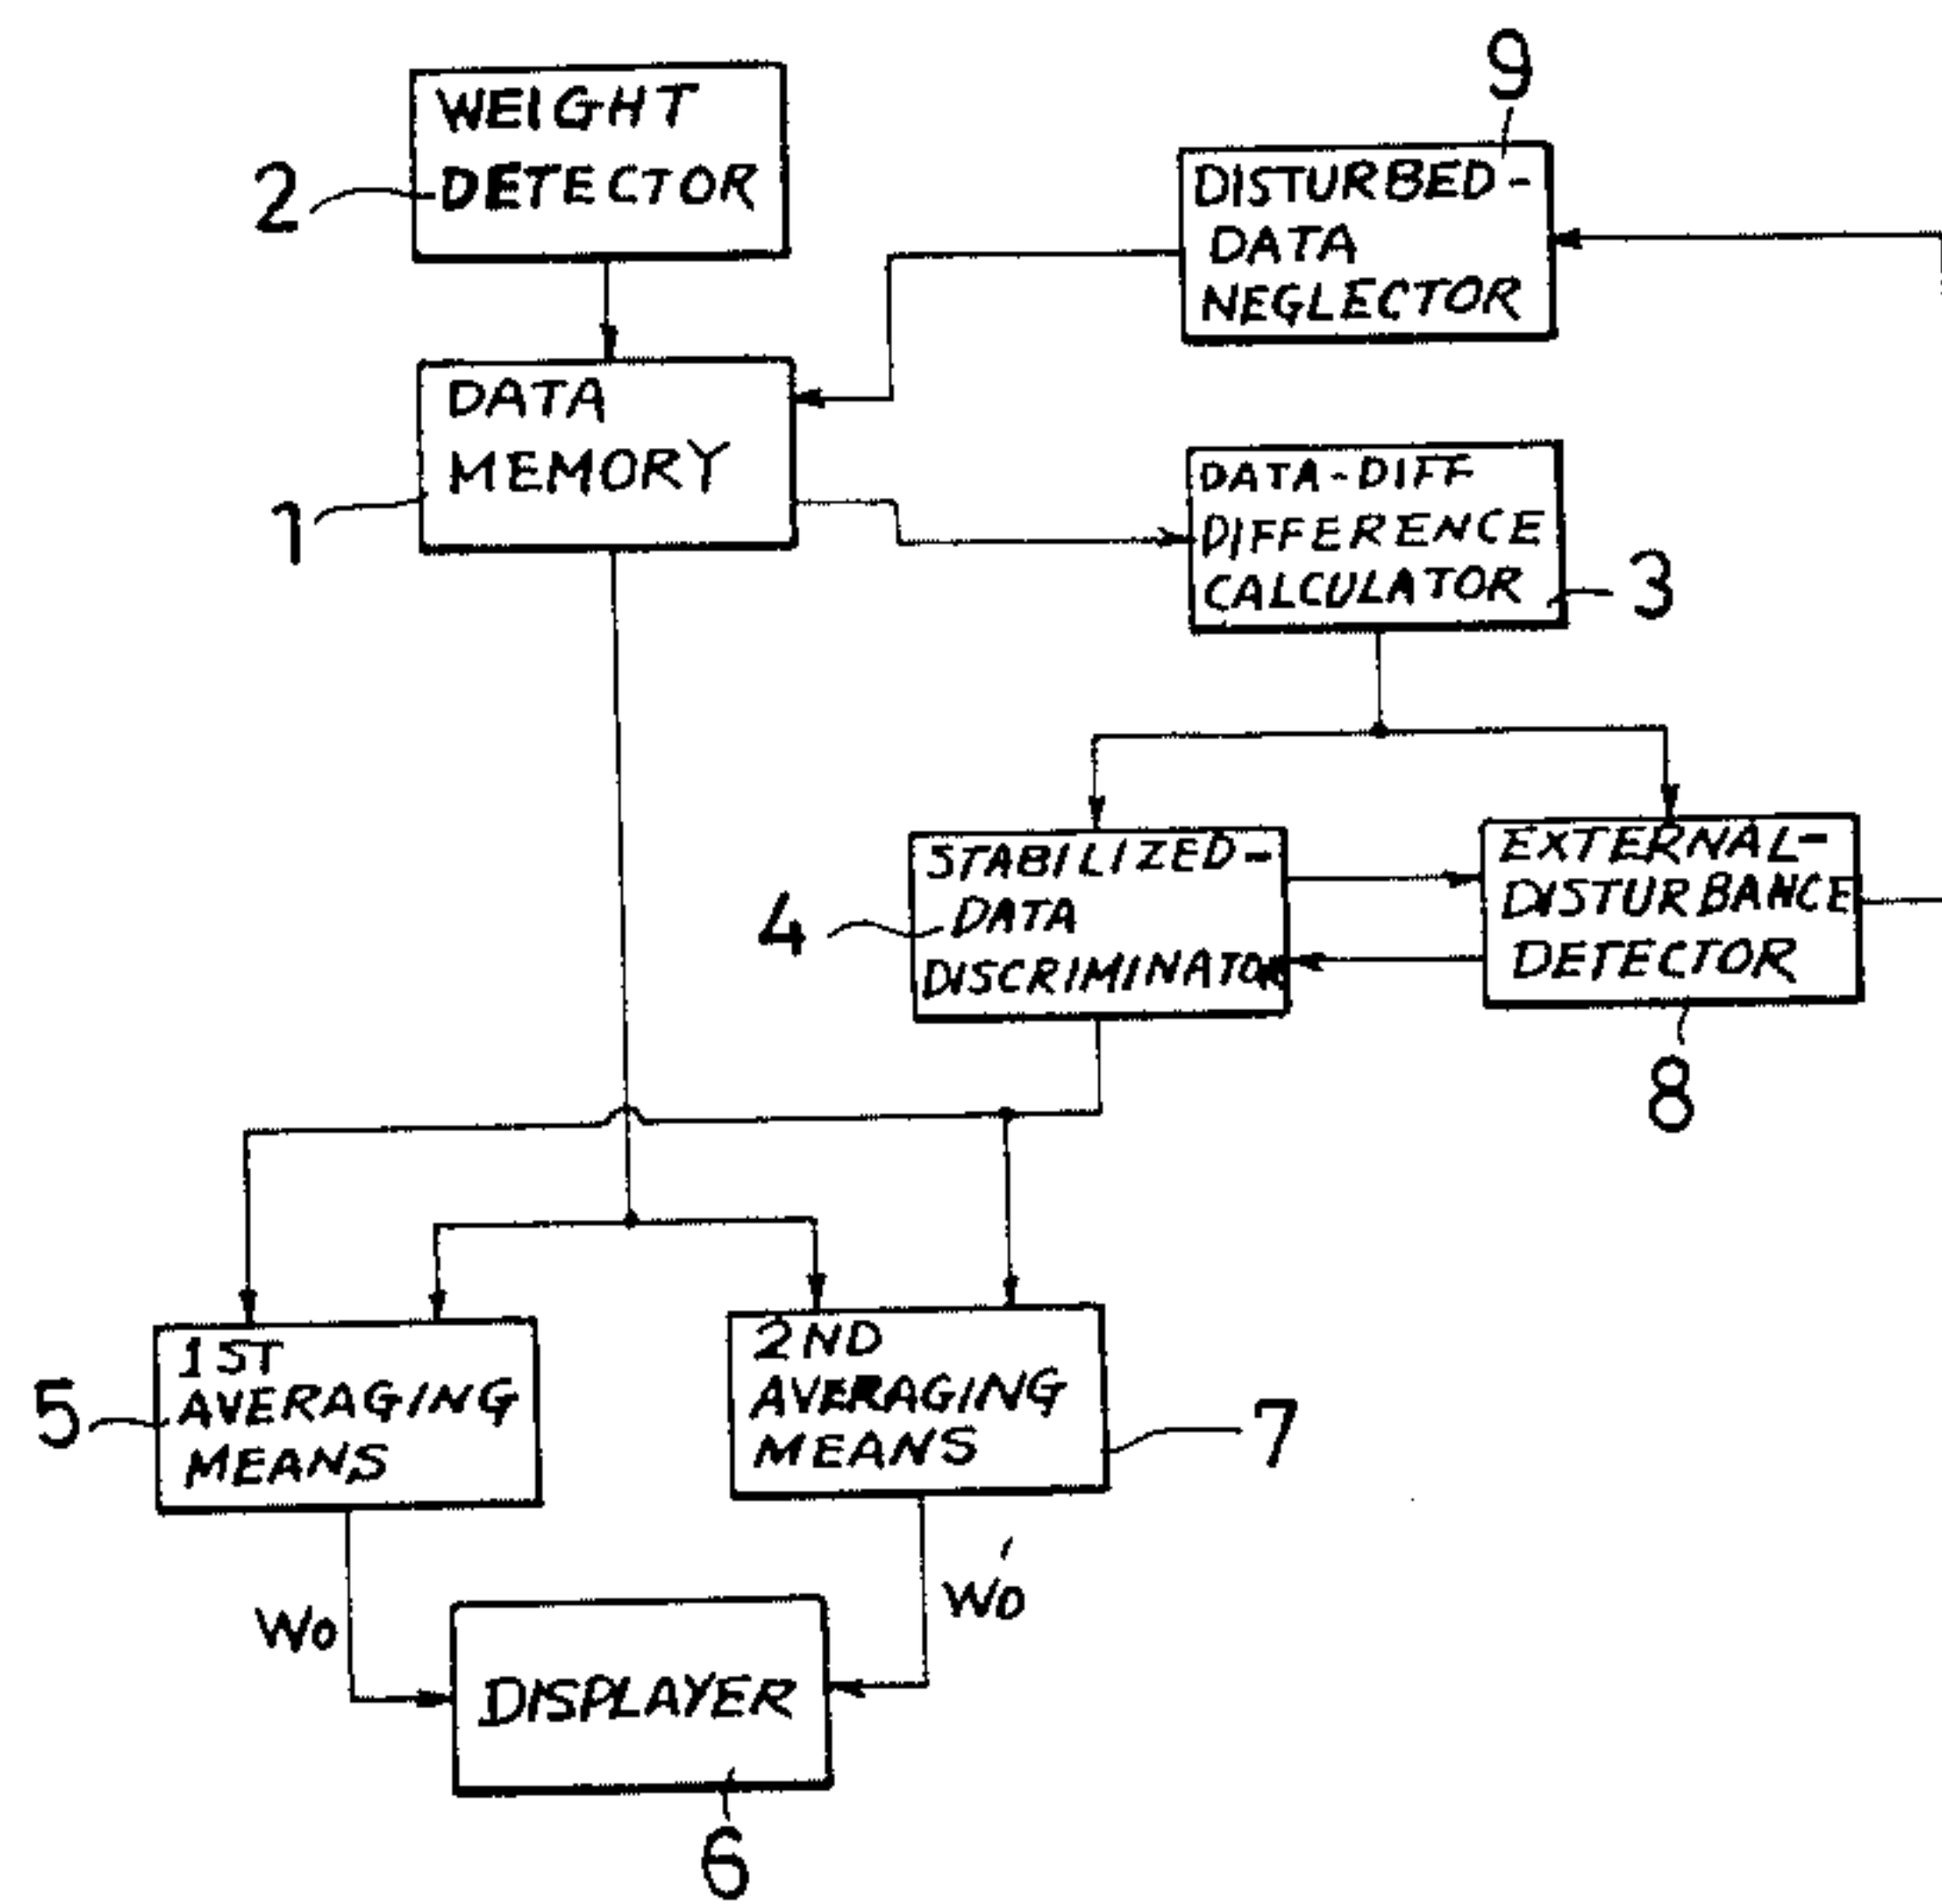 9
WEIGHT
DETECTOR
2
DISTURBED-
DATA
NEGLECTOR
DATA
MEMORY
1
DATA-DIFF
DIFFERENCE
CALCULATOR
3
STABILIZED-
DATA
DISCRIMINATOR
4
EXTERNAL-
DISTURBANCE
DETECTOR
8
1ST
AVERAGING
MEANS
5
2ND
AVERAGING
MEANS
7
Wo
Wo'
DISPLAYER
6